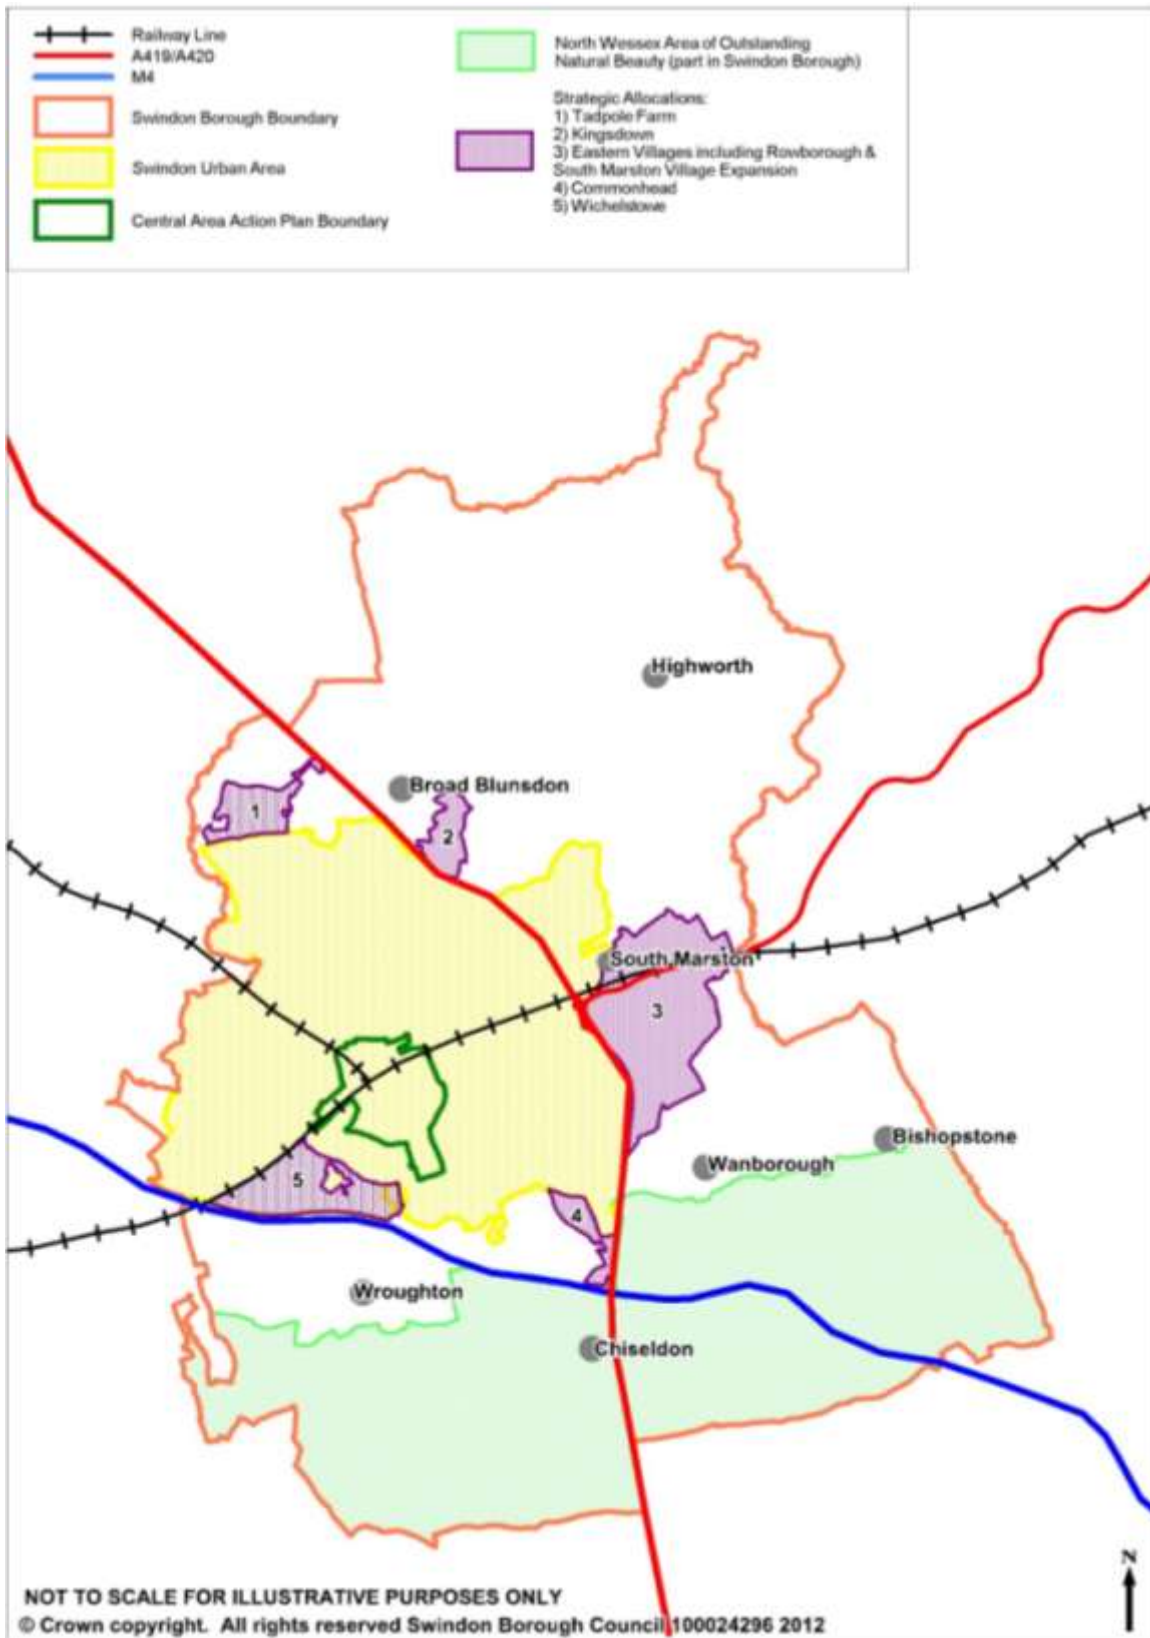 Railway Line
A419/A420
M4
Swindon Borough Boundary
Swindon Urban Area
Central Area Action Plan Boundary
North Wessex Area of Outstanding
Natural Beauty (part in Swindon Borough)
Strategic Allocations:
1) Tadpole Farm
2) Kingsdown
3) Eastern Villages including Rowborough &
South Marston Village Expansion
4) Commonhead
5) Wichelstowe
Highworth
Broad Blunsdon
1
2
South Marston
3
Bishopstone
Wanborough
5
4
Wroughton
Chiseldon
N
NOT TO SCALE FOR ILLUSTRATIVE PURPOSES ONLY
© Crown copyright. All rights reserved Swindon Borough Council 100024296 2012